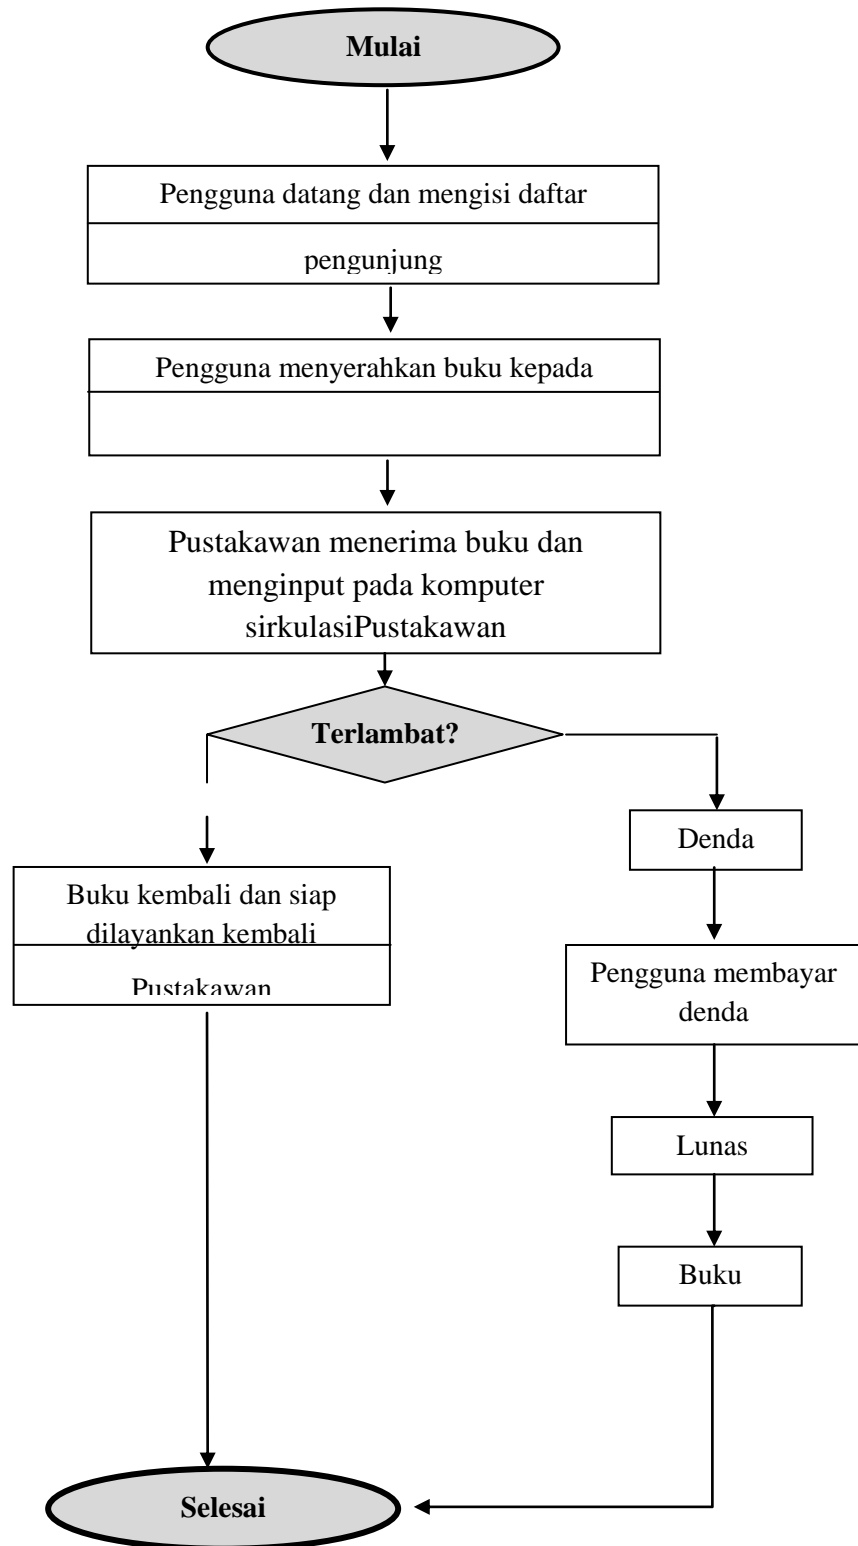 Mulai
Pengguna datang dan mengisi daftar
pengunjung
Pengguna menyerahkan buku kepada
Pustakawan menerima buku dan
menginput pada komputer
sirkulasiPustakawan
Terlambat?
Denda
Buku kembali dan siap
dilayankan kembali
Pustakawan
Pengguna membayar
denda
Lunas
Buku
Selesai